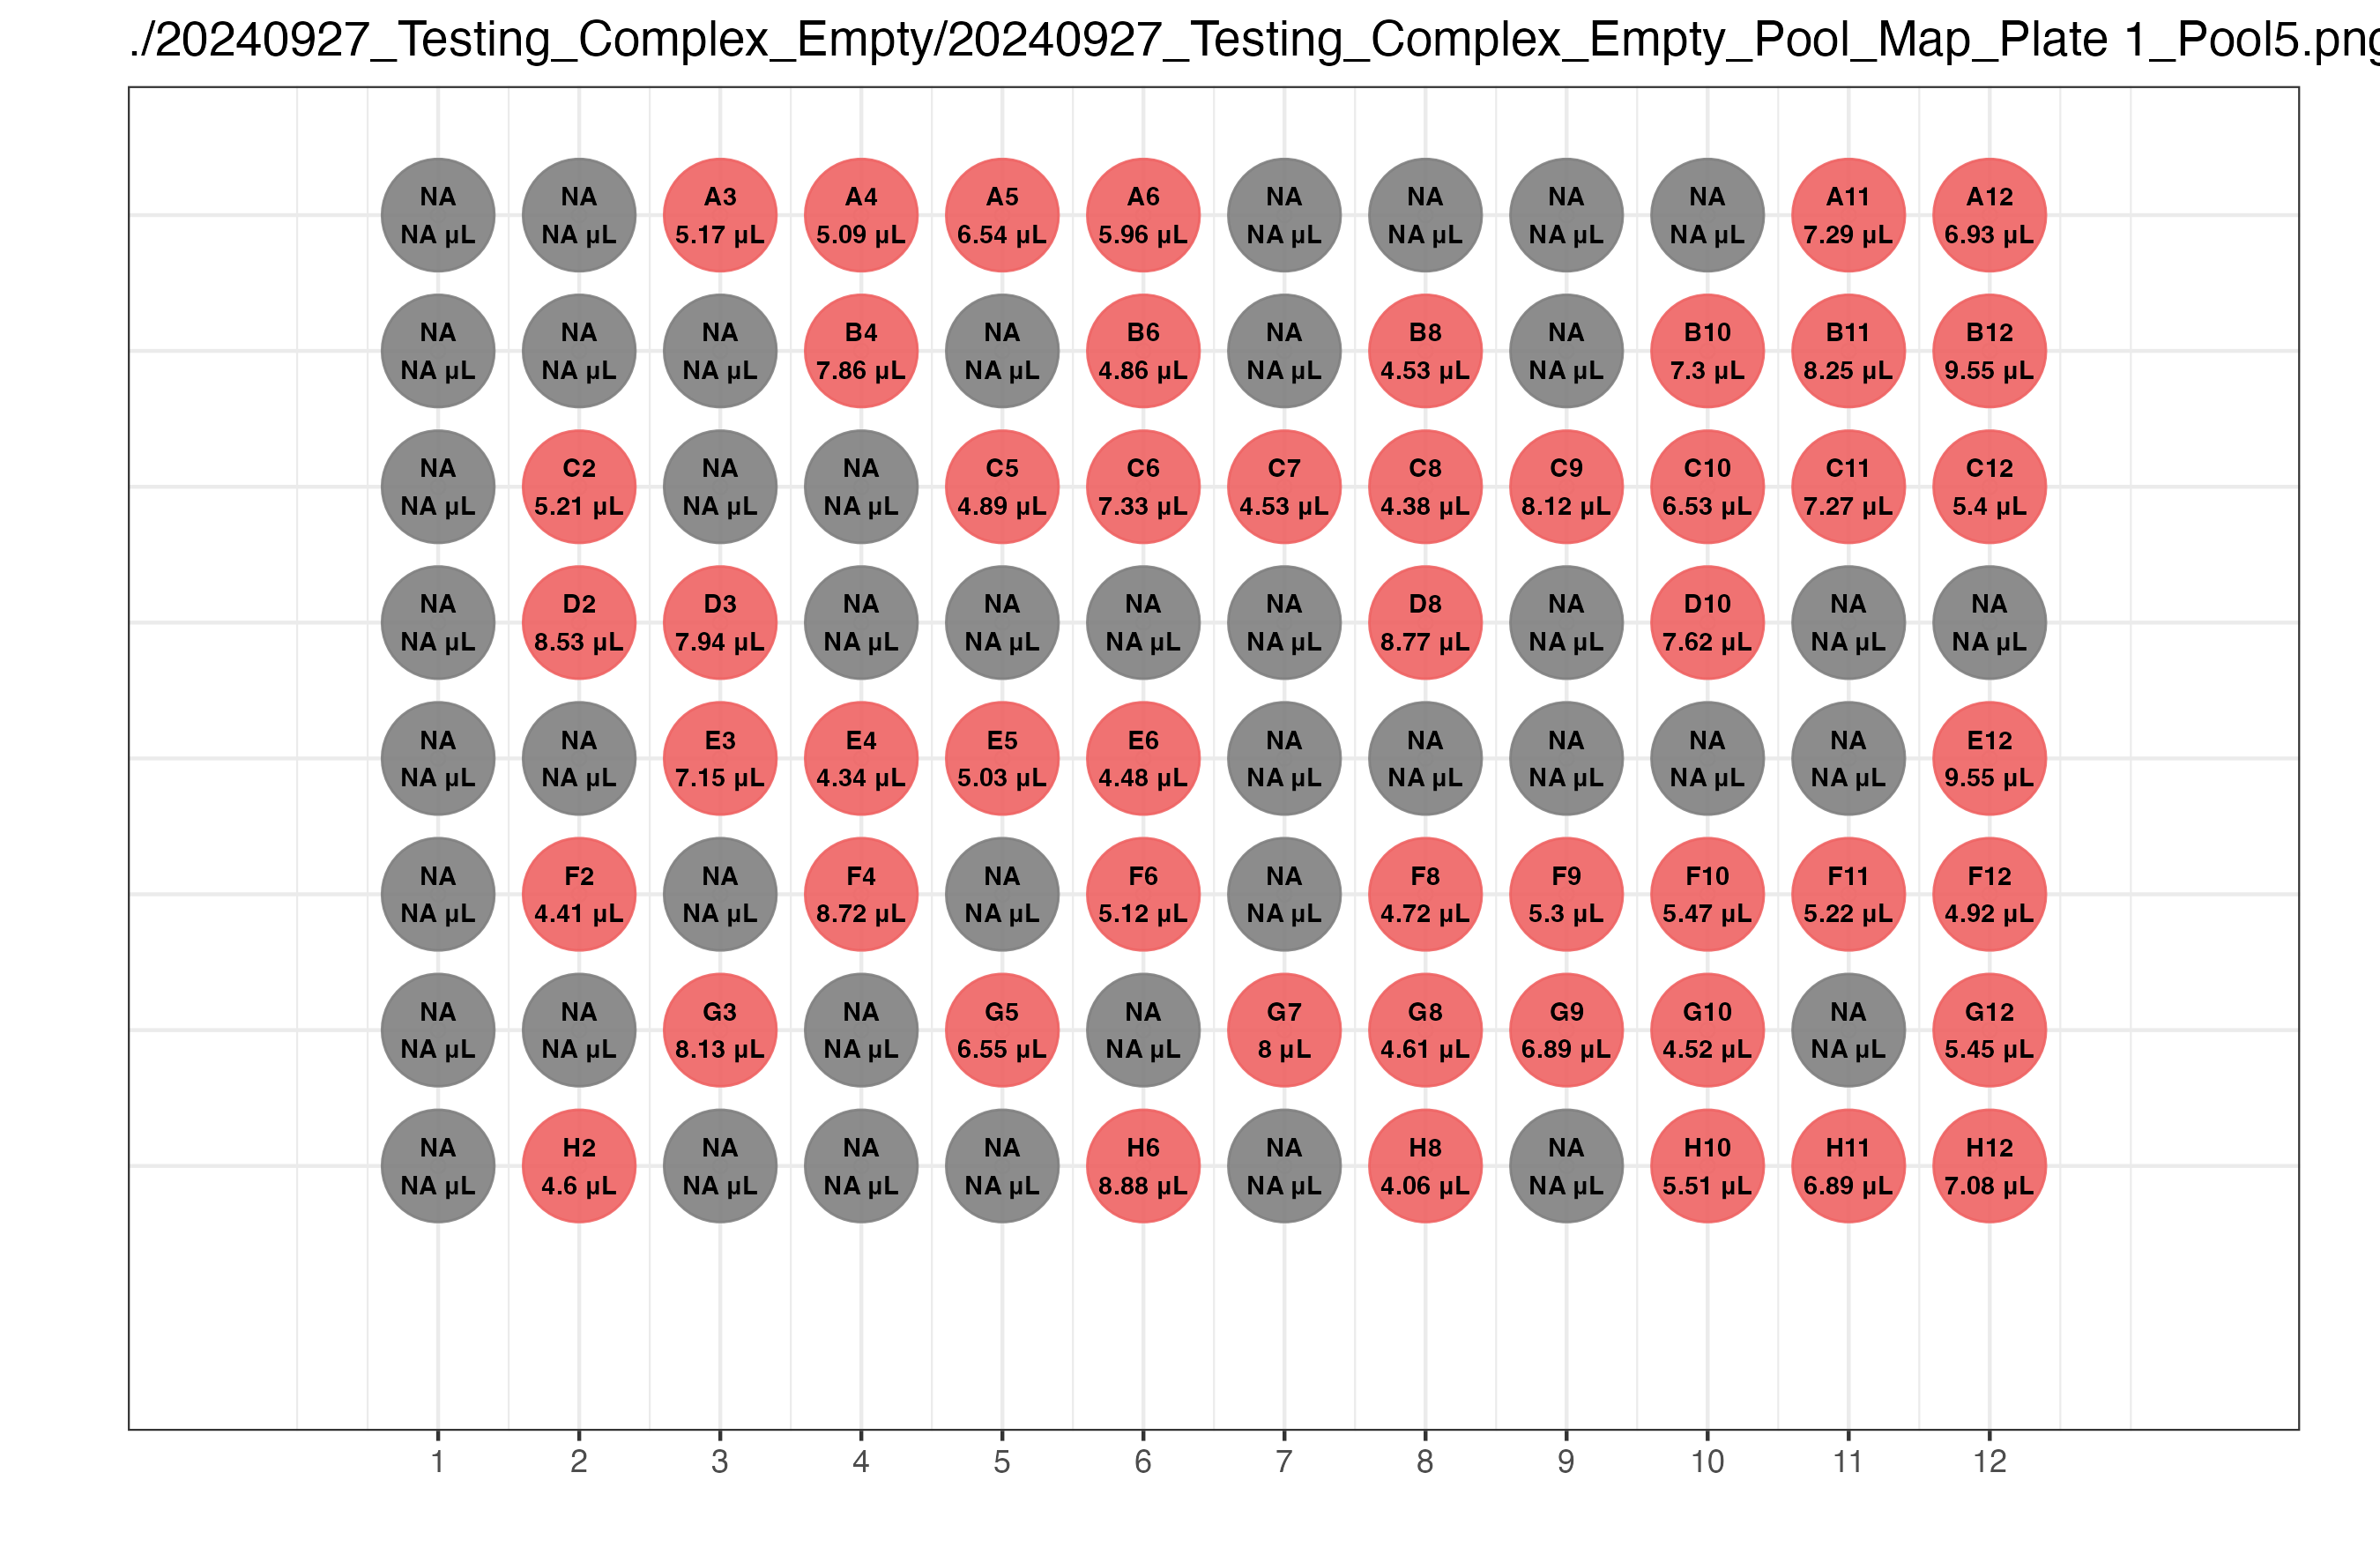 ./20240927_Testing_Complex_Empty/20240927_Testing_Complex_Empty_Pool_Map_Plate 1_Pool5.png
NA NA A3 A4 A5 A6 NA NA NA NA A11 A12
NA µL NA µL 5.17 µL 5.09 µL 6.54 µL 5.96 µL NA µL NA µL NA µL NA µL 7.29 µL 6.93 µL
NA NA NA B4 NA B6 NA B8 NA B10 B11 B12
NA µL NA µL NA µL 7.86 µL NA µL 4.86 µL NA µL 4.53 µL NA µL 7.3 µL 8.25 µL 9.55 µL
NA C2 NA NA C5 C6 C7 C8 C9 C10 C11 C12
NA µL 5.21 µL NA µL NA µL 4.89 µL 7.33 µL 4.53 µL 4.38 µL 8.12 µL 6.53 µL 7.27 µL 5.4 µL
NA D2 D3 NA NA NA NA D8 NA D10 NA NA
NA µL 8.53 µL 7.94 µL NA µL NA µL NA µL NA µL 8.77 µL NA µL 7.62 µL NA µL NA µL
NA NA E3 E4 E5 E6 NA NA NA NA NA E12
NA µL NA µL 7.15 µL 4.34 µL 5.03 µL 4.48 µL NA µL NA µL NA µL NA µL NA µL 9.55 µL
NA F2 NA F4 NA F6 NA F8 F9 F10 F11 F12
NA µL 4.41 µL NA µL 8.72 µL NA µL 5.12 µL NA µL 4.72 µL 5.3 µL 5.47 µL 5.22 µL 4.92 µL
NA NA G3 NA G5 NA G7 G8 G9 G10 NA G12
NA µL NA µL 8.13 µL NA µL 6.55 µL NA µL 8 µL 4.61 µL 6.89 µL 4.52 µL NA µL 5.45 µL
NA H2 NA NA NA H6 NA H8 NA H10 H11 H12
NA µL 4.6 µL NA µL NA µL NA µL 8.88 µL NA µL 4.06 µL NA µL 5.51 µL 6.89 µL 7.08 µL
1 2 3 4 5 6 7 8 9 10 11 12